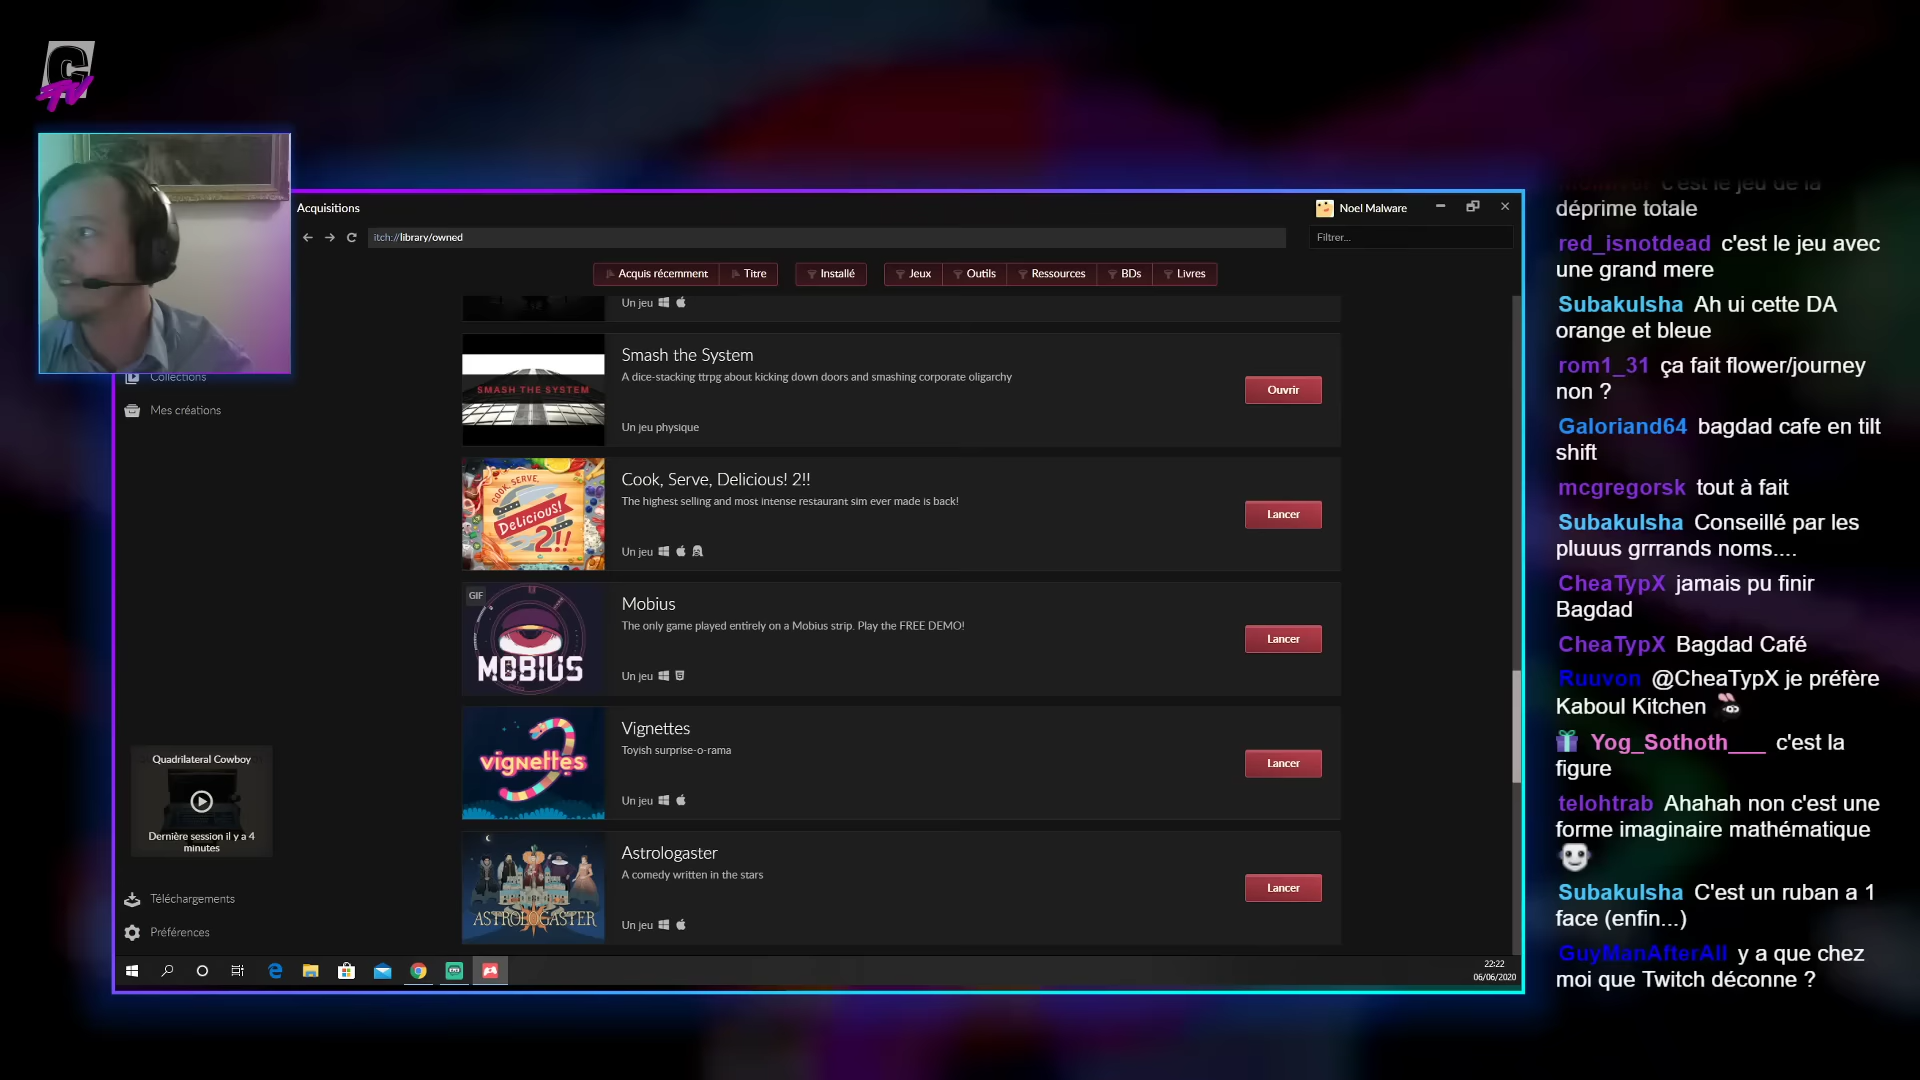 C
TV
Acquisitions
Noel Malware
itch://library/owned
Filtrer...
Acquis récemment
Titre
Installé
Jeux
Outils
Ressources
BDs
Livres
Collections
Mes créations
Un jeu
SMASH THE SYSTEM
Smash the System
A dice-stacking ttrpg about kicking down doors and smashing corporate oligarchy
Un jeu physique
Ouvrir
COOK, SERVE,
Delicious!
2!!
Cook, Serve, Delicious! 2!!
The highest selling and most intense restaurant sim ever made is back!
Un jeu
Lancer
GIF
MOBIUS
Mobius
The only game played entirely on a Mobius strip. Play the FREE DEMO!
Un jeu
Lancer
vignettes
Vignettes
Toyish surprise-o-rama
Un jeu
Lancer
ASTROLOGASTER
Astrologaster
A comedy written in the stars
Un jeu
Lancer
Quadrilateral Cowboy
Dernière session il y a 4
minutes
Téléchargements
Préférences
22:22
06/06/2020
c'est le jeu de la
déprime totale
red_isnotdead c'est le jeu avec
une grand mere
Subakulsha Ah ui cette DA
orange et bleue
rom1_31 ça fait flower/journey
non ?
Galoriand64 bagdad cafe en tilt
shift
mcgregorsk tout à fait
Subakulsha Conseillé par les
pluuus grrrands noms....
CheaTypX jamais pu finir
Bagdad
CheaTypX Bagdad Café
Ruuvon @CheaTypX je préfère
Kaboul Kitchen
Yog_Sothoth___ c'est la
figure
telohtrab Ahahah non c'est une
forme imaginaire mathématique
Subakulsha C'est un ruban a 1
face (enfin...)
GuyManAfterAll y a que chez
moi que Twitch déconne ?